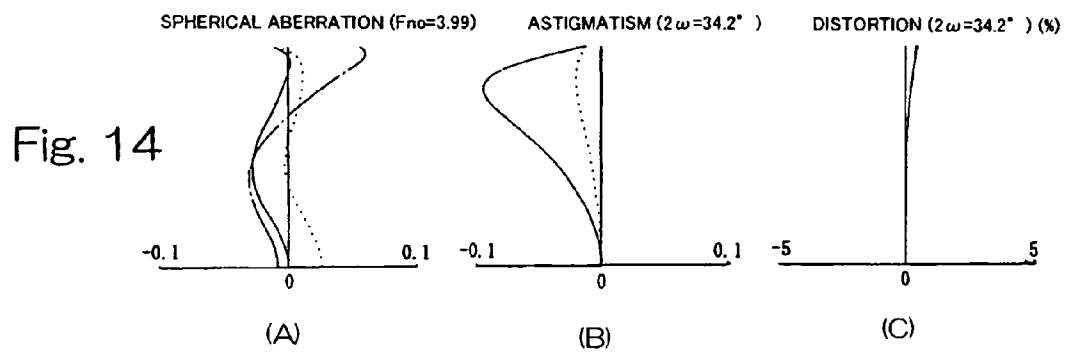 SPHERICAL ABERRATION (Fno=3.99) ASTIGMATISM (2ω=34.2°) DISTORTION (2ω=34.2°) (%)
Fig. 14
-0.1 0.1 -0.1 0.1 -5 5
0 0 0
(A) (B) (C)